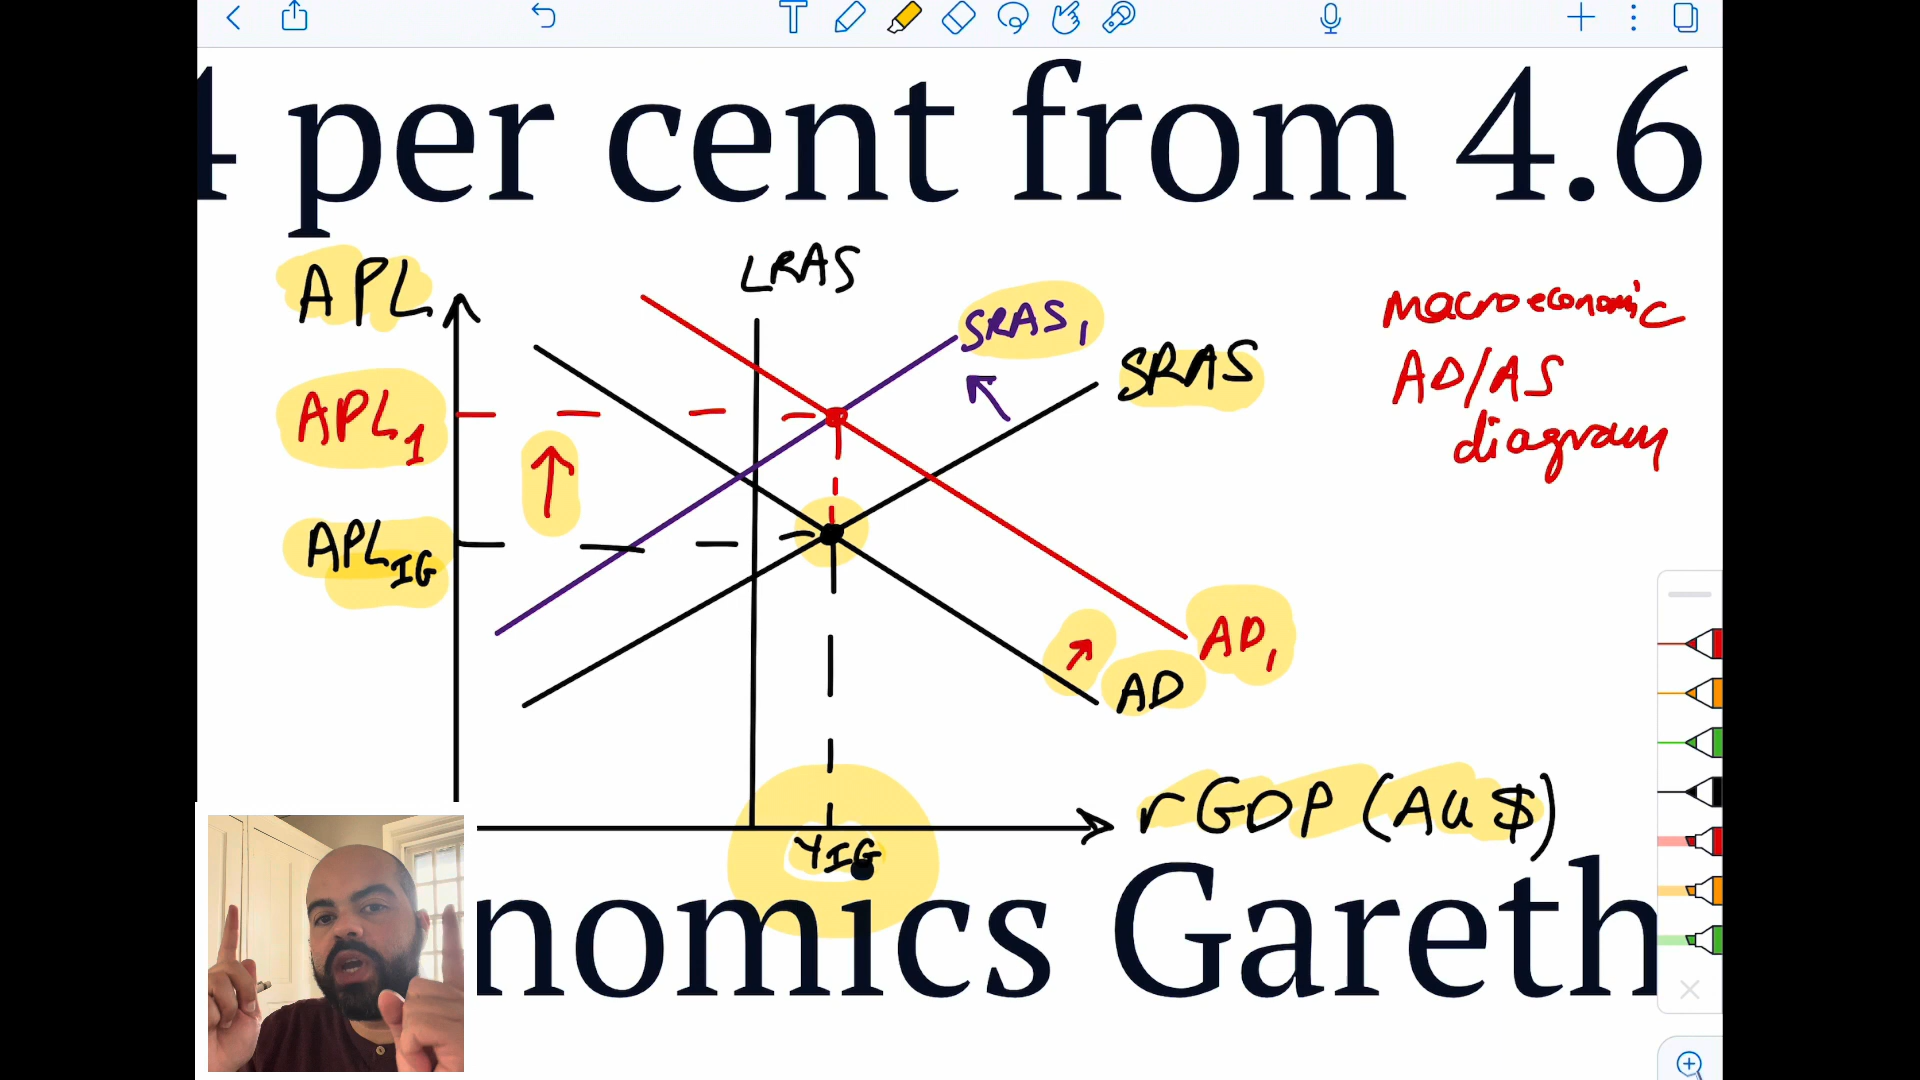 4 per cent from 4.6
APL
LRAS
SRAS1
SRAS
macroeconomic
AD/AS
diagram
APL1
APLIG
AD1
AD
rGDP (Au $)
YIG
nomics Gareth